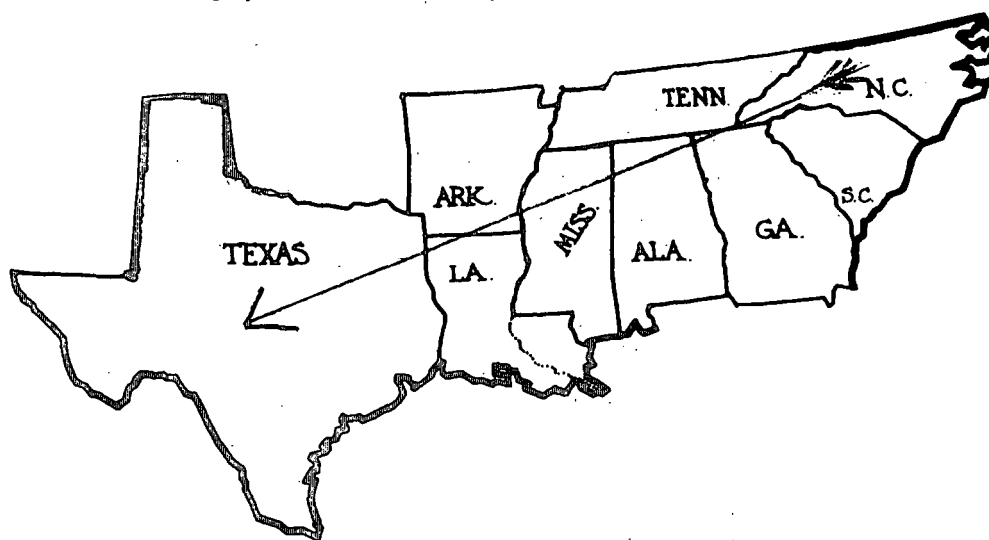 TENN.
N.C.
ARK.
S.C.
MISS.
GA.
TEXAS
ALA.
LA.